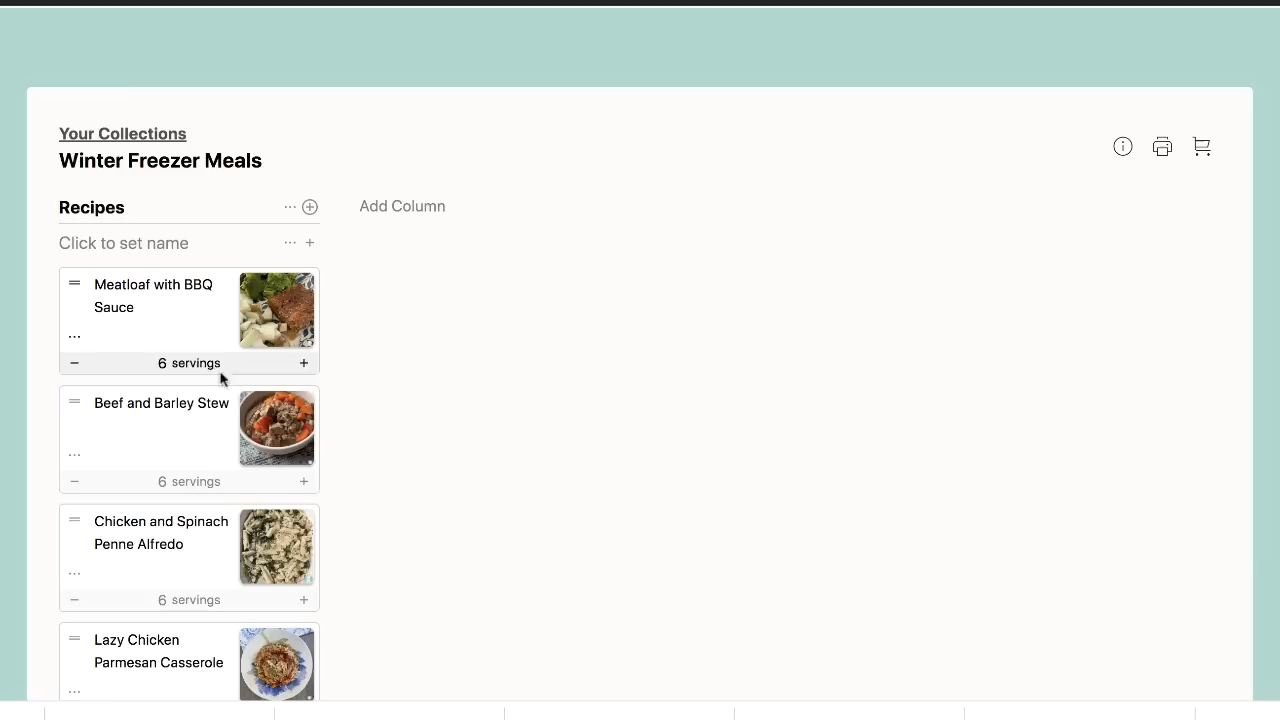 Your Collections
Winter Freezer Meals
Recipes
Add Column
Click to set name
Meatloaf with BBQ
Sauce
6 servings
Beef and Barley Stew
6 servings
Chicken and Spinach
Penne Alfredo
6 servings
Lazy Chicken
Parmesan Casserole